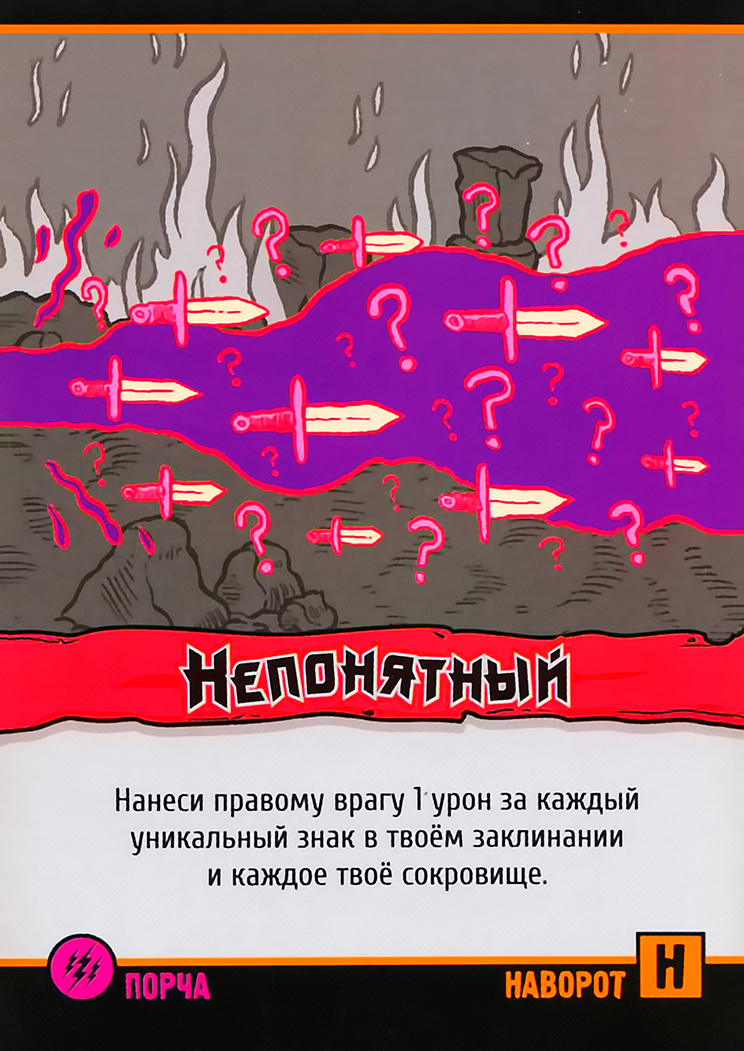 Непонятный
Нанеси правому врагу 1 урон за каждый
уникальный знак в твоём заклинании
и каждое твоё сокровище.
ПОРЧА
НАВОРОТ Н